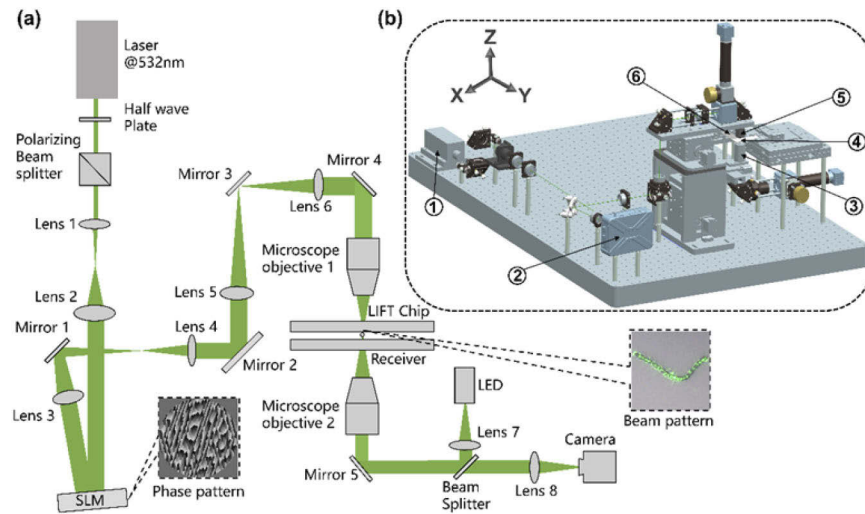 (a)
Laser
@532nm
Half wave
Plate
Polarizing
Beam
splitter
Lens 1
Lens 2
Mirror 1
Lens 3
SLM
Phase pattern
Lens 4
Mirror 2
Lens 5
Mirror 3
Lens 6
Mirror 4
Microscope
objective 1
LIFT Chip
Receiver
Microscope
objective 2
Mirror 5
LED
Lens 7
Beam
Splitter
Lens 8
Camera
Beam pattern
(b)
Z
X
Y
1
2
3
4
5
6